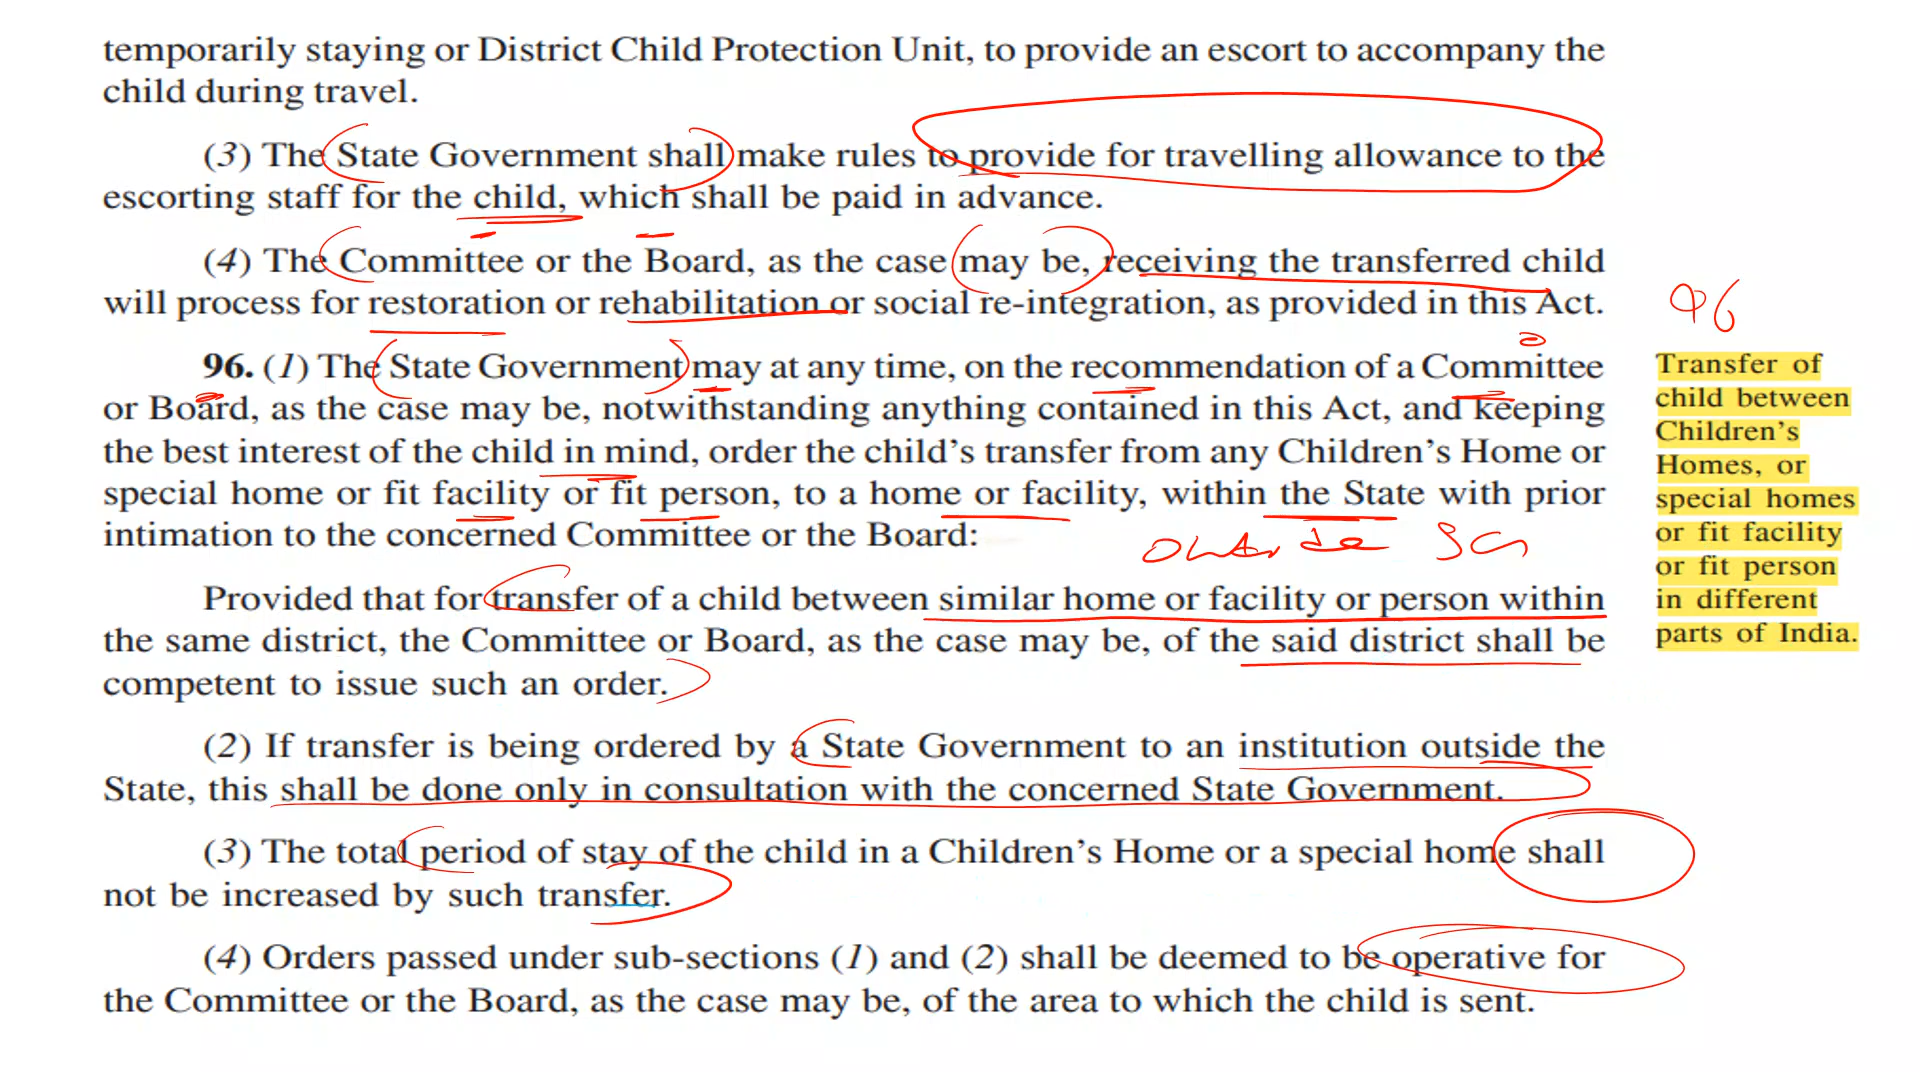 temporarily staying or District Child Protection Unit, to provide an escort to accompany the
child during travel.
(3) The State Government shall make rules to provide for travelling allowance to the
escorting staff for the child, which shall be paid in advance.
(4) The Committee or the Board, as the case may be, receiving the transferred child
will process for restoration or rehabilitation or social re-integration, as provided in this Act.
96. (1) The State Government may at any time, on the recommendation of a Committee
or Board, as the case may be, notwithstanding anything contained in this Act, and keeping
the best interest of the child in mind, order the child's transfer from any Children's Home or
special home or fit facility or fit person, to a home or facility, within the State with prior
intimation to the concerned Committee or the Board:
Provided that for transfer of a child between similar home or facility or person within
the same district, the Committee or Board, as the case may be, of the said district shall be
competent to issue such an order.
(2) If transfer is being ordered by a State Government to an institution outside the
State, this shall be done only in consultation with the concerned State Government.
(3) The total period of stay of the child in a Children's Home or a special home shall
not be increased by such transfer.
(4) Orders passed under sub-sections (1) and (2) shall be deemed to be operative for
the Committee or the Board, as the case may be, of the area to which the child is sent.
96
Transfer of
child between
Children's
Homes, or
special homes
or fit facility
or fit person
in different
parts of India.